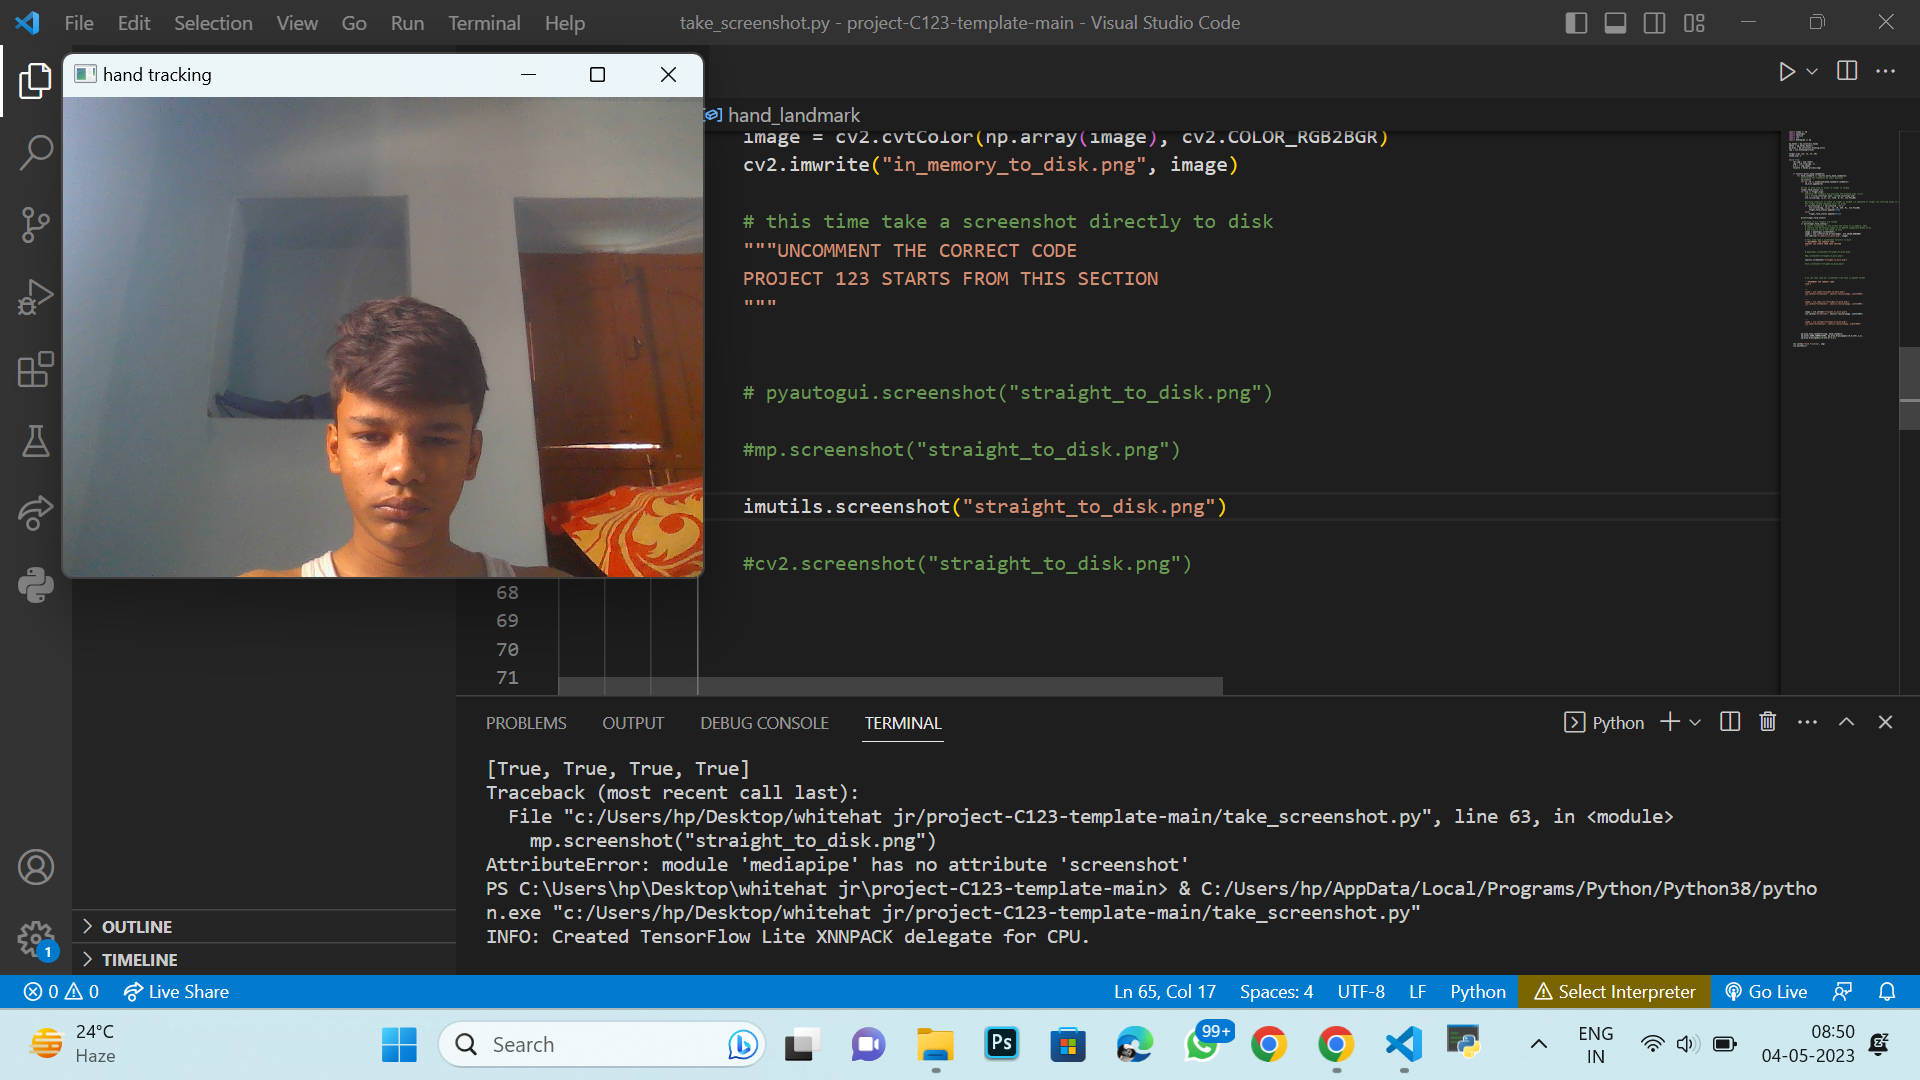 File Edit Selection View Go Run Terminal Help
take_screenshot.py - project-C123-template-main - Visual Studio Code
hand tracking
hand_landmark
image = cv2.cvtColor(np.array(image), cv2.COLOR_RGB2BGR)
cv2.imwrite("in_memory_to_disk.png", image)
# this time take a screenshot directly to disk
"""UNCOMMENT THE CORRECT CODE
PROJECT 123 STARTS FROM THIS SECTION
"""
# pyautogui.screenshot("straight_to_disk.png")
#mp.screenshot("straight_to_disk.png")
imutils.screenshot("straight_to_disk.png")
#cv2.screenshot("straight_to_disk.png")
68
69
70
71
PROBLEMS OUTPUT DEBUG CONSOLE TERMINAL
Python
[True, True, True, True]
Traceback (most recent call last):
File "c:/Users/hp/Desktop/whitehat jr/project-C123-template-main/take_screenshot.py", line 63, in <module>
mp.screenshot("straight_to_disk.png")
AttributeError: module 'mediapipe' has no attribute 'screenshot'
PS C:\Users\hp\Desktop\whitehat jr\project-C123-template-main> & C:/Users/hp/AppData/Local/Programs/Python/Python38/pytho
n.exe "c:/Users/hp/Desktop/whitehat jr/project-C123-template-main/take_screenshot.py"
INFO: Created TensorFlow Lite XNNPACK delegate for CPU.
OUTLINE
TIMELINE
1
0 0 Live Share
Ln 65, Col 17 Spaces: 4 UTF-8 LF Python Select Interpreter Go Live
24°C
Haze
Search
Ps
99+
ENG
IN
08:50
04-05-2023